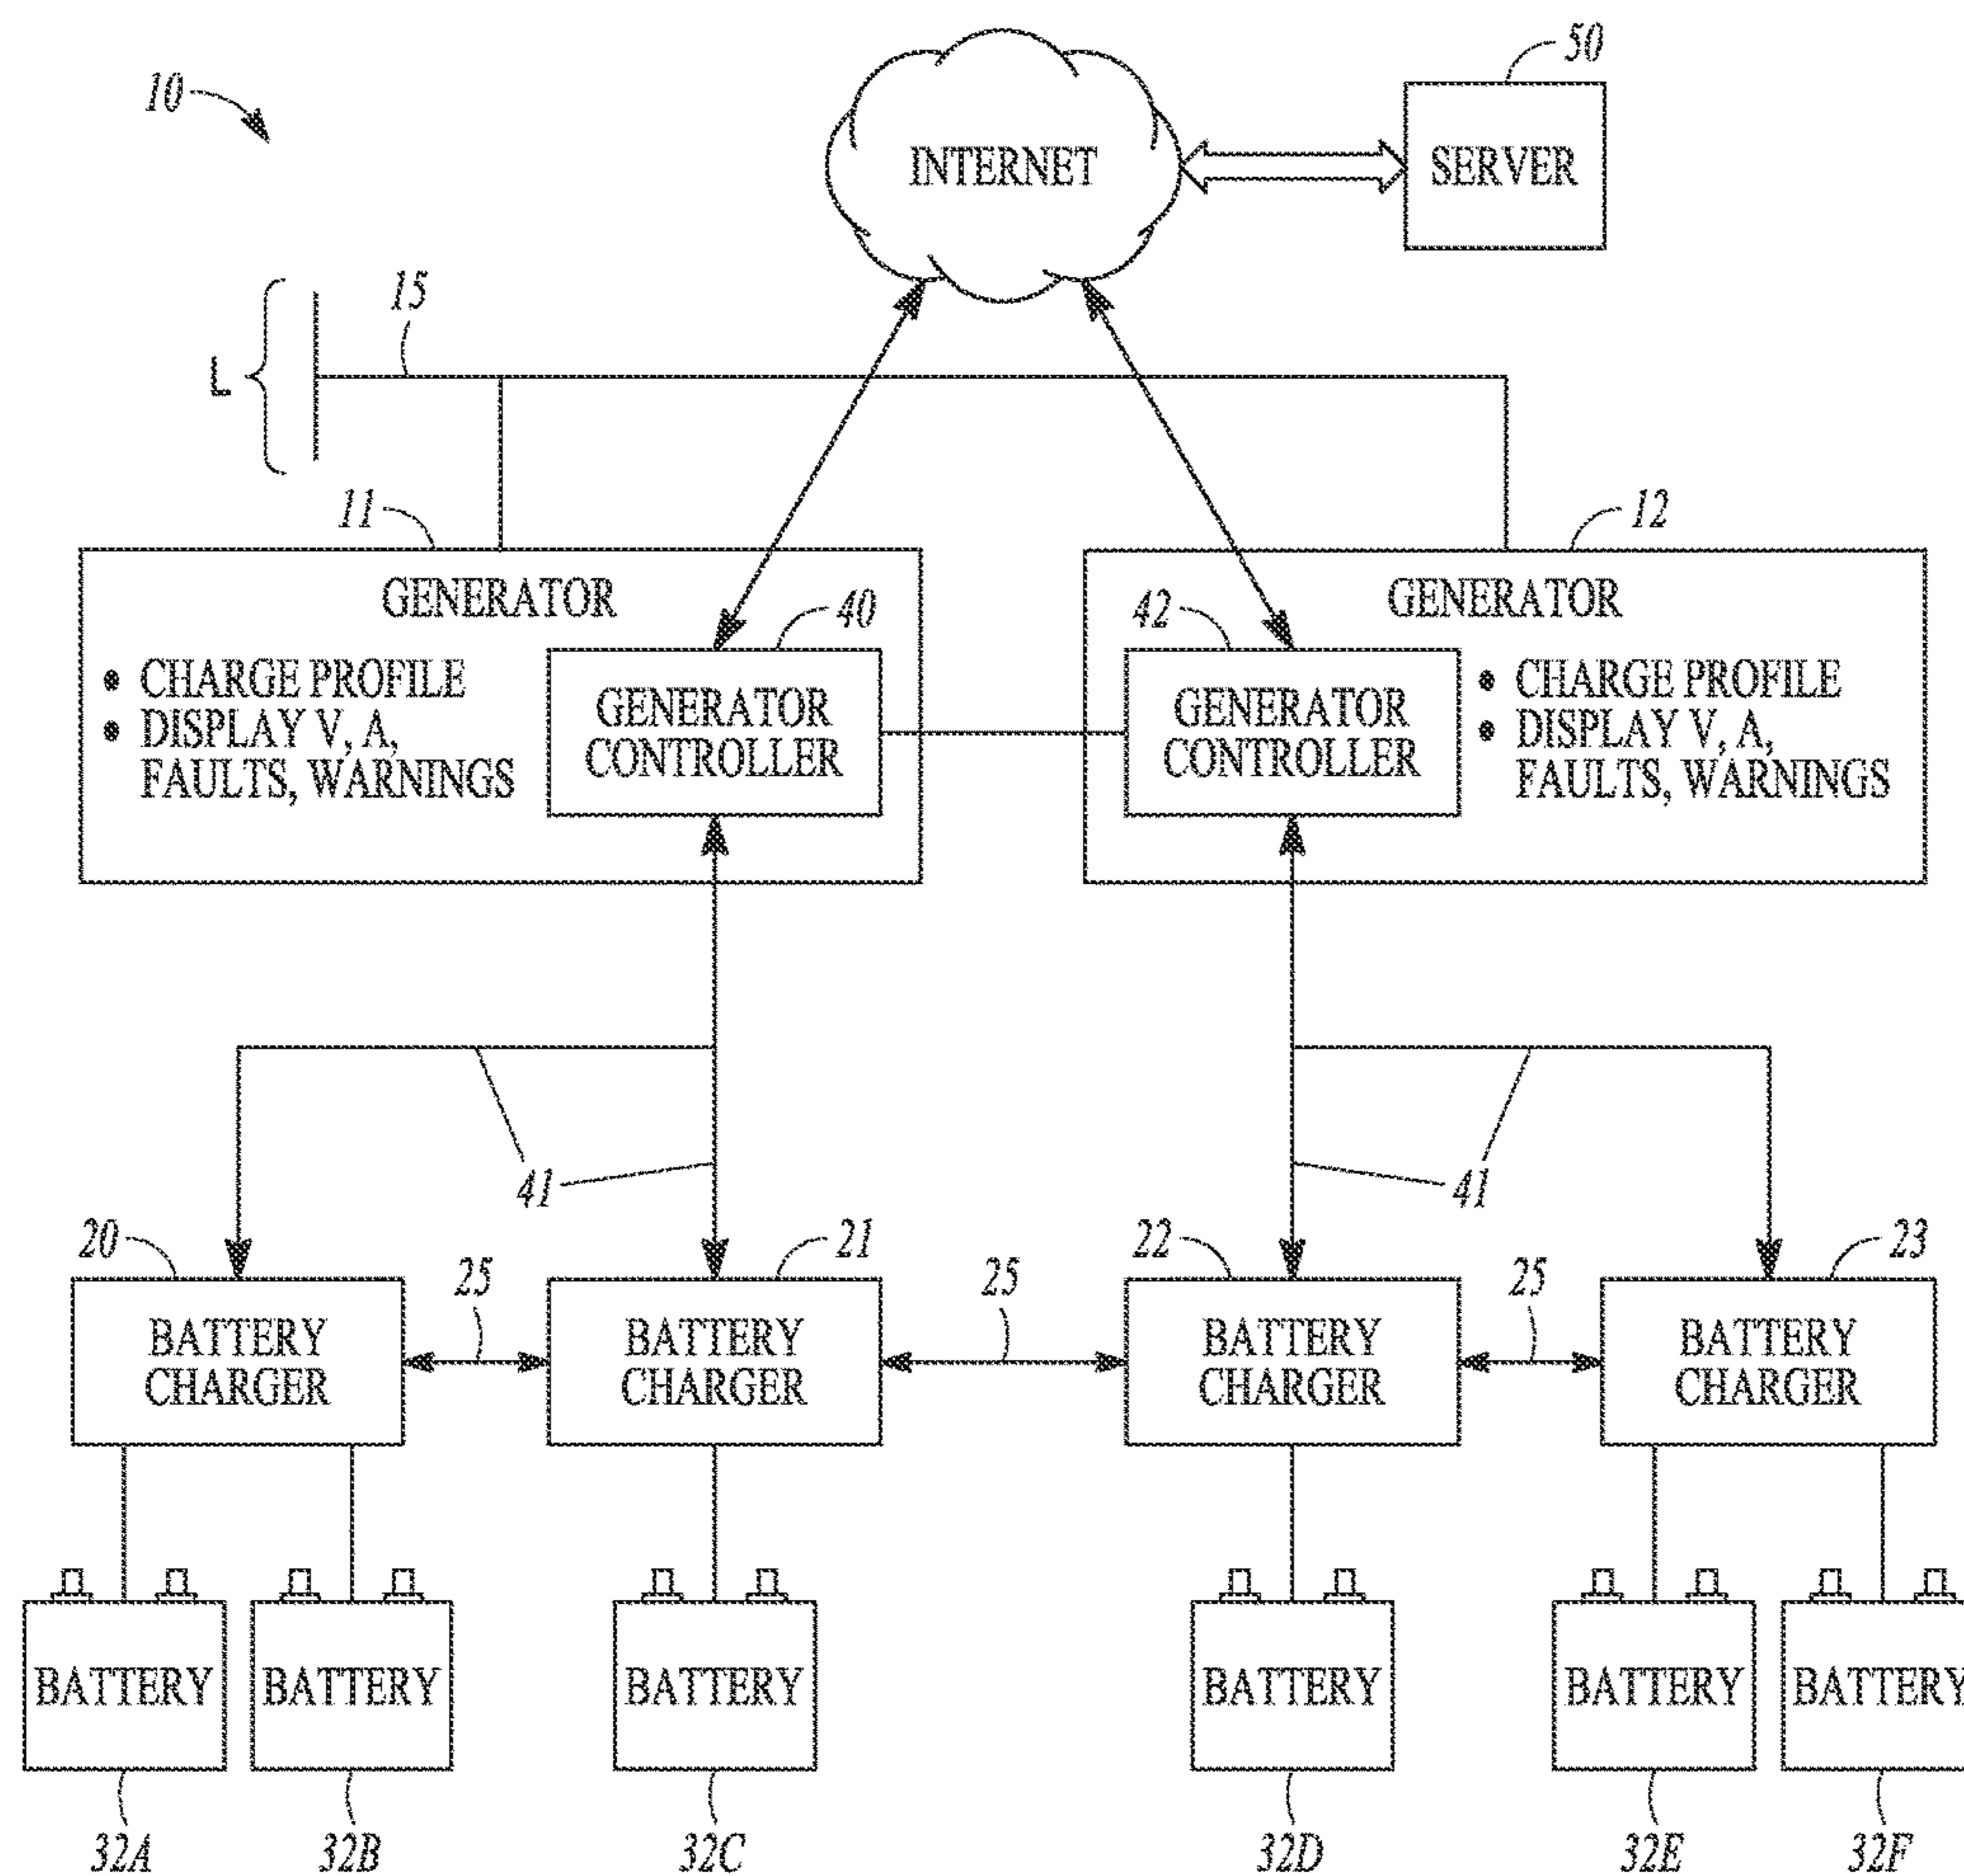 10
INTERNET
50
SERVER
L
15
11
12
GENERATOR
40
GENERATOR
CONTROLLER
• CHARGE PROFILE
• DISPLAY V, A,
FAULTS, WARNINGS
GENERATOR
42
GENERATOR
CONTROLLER
• CHARGE PROFILE
• DISPLAY V, A,
FAULTS, WARNINGS
41
41
20
BATTERY
CHARGER
25
21
BATTERY
CHARGER
25
22
BATTERY
CHARGER
25
23
BATTERY
CHARGER
BATTERY
BATTERY
BATTERY
BATTERY
BATTERY
BATTERY
32A
32B
32C
32D
32E
32F